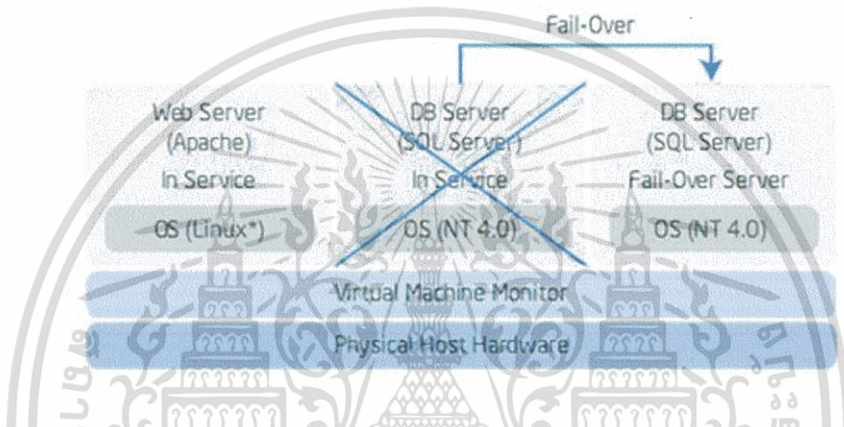 Fail-Over
Web Server
(Apache)
In Service
OS (Linux*)
DB Server
(SQL Server)
In Service
OS (NT 4.0)
DB Server
(SQL Server)
Fail-Over Server
OS (NT 4.0)
Virtual Machine Monitor
Physical Host Hardware